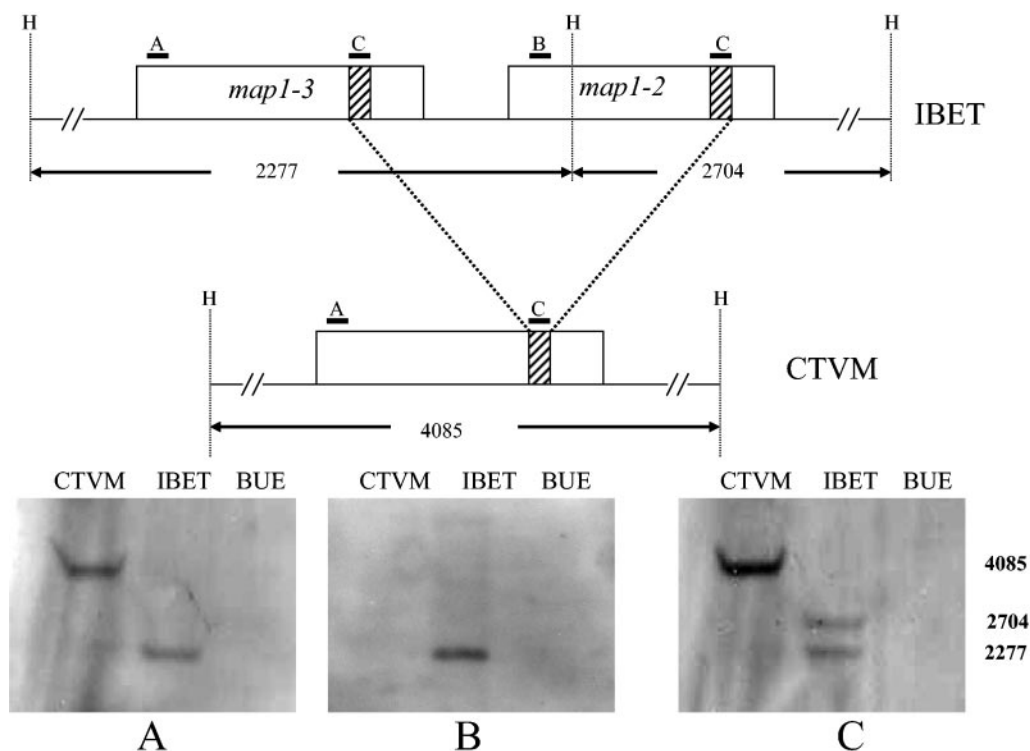 H H H
A C B C
map1-3 map1-2
IBET
2277 2704
H H
A C
CTVM
4085
CTVM IBET BUE CTVM IBET BUE CTVM IBET BUE
4085
2704
2277
A B C